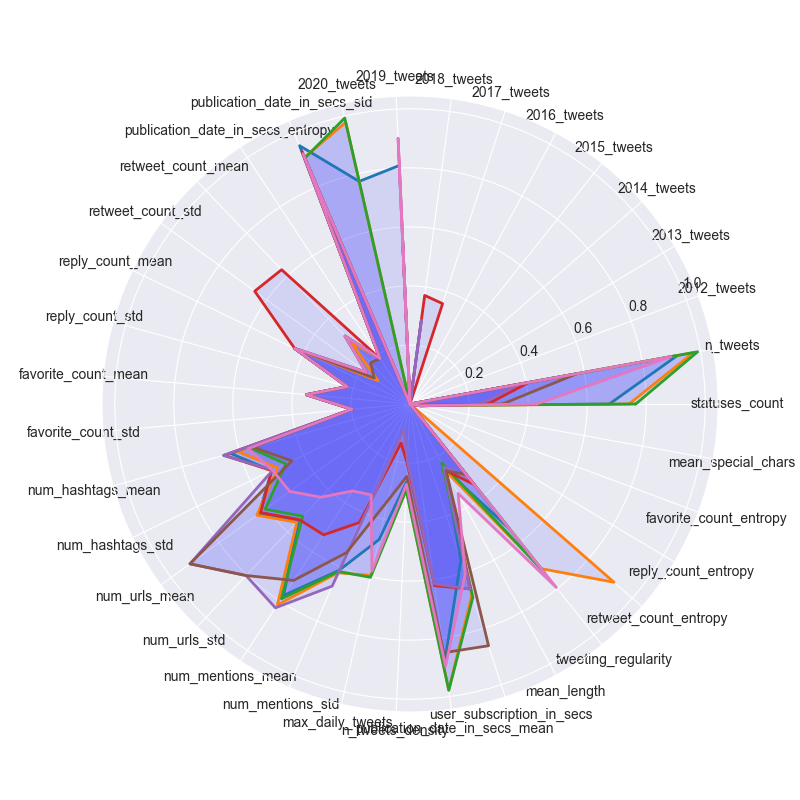 2019_tweets
2018_tweets
2020_tweets
2017_tweets
publication_date_in_secs_std
2016_tweets
publication_date_in_secs_entropy
2015_tweets
retweet_count_mean
2014_tweets
retweet_count_std
2013_tweets
reply_count_mean
1.0
2012_tweets
0.8
reply_count_std
0.6
n_tweets
0.4
favorite_count_mean
0.2
statuses_count
favorite_count_std
mean_special_chars
num_hashtags_mean
favorite_count_entropy
num_hashtags_std
reply_count_entropy
num_urls_mean
retweet_count_entropy
num_urls_std
tweeting_regularity
num_mentions_mean
mean_length
num_mentions_std
user_subscription_in_secs
max_daily_tweets
publication_date_in_secs_mean
n_tweets_density